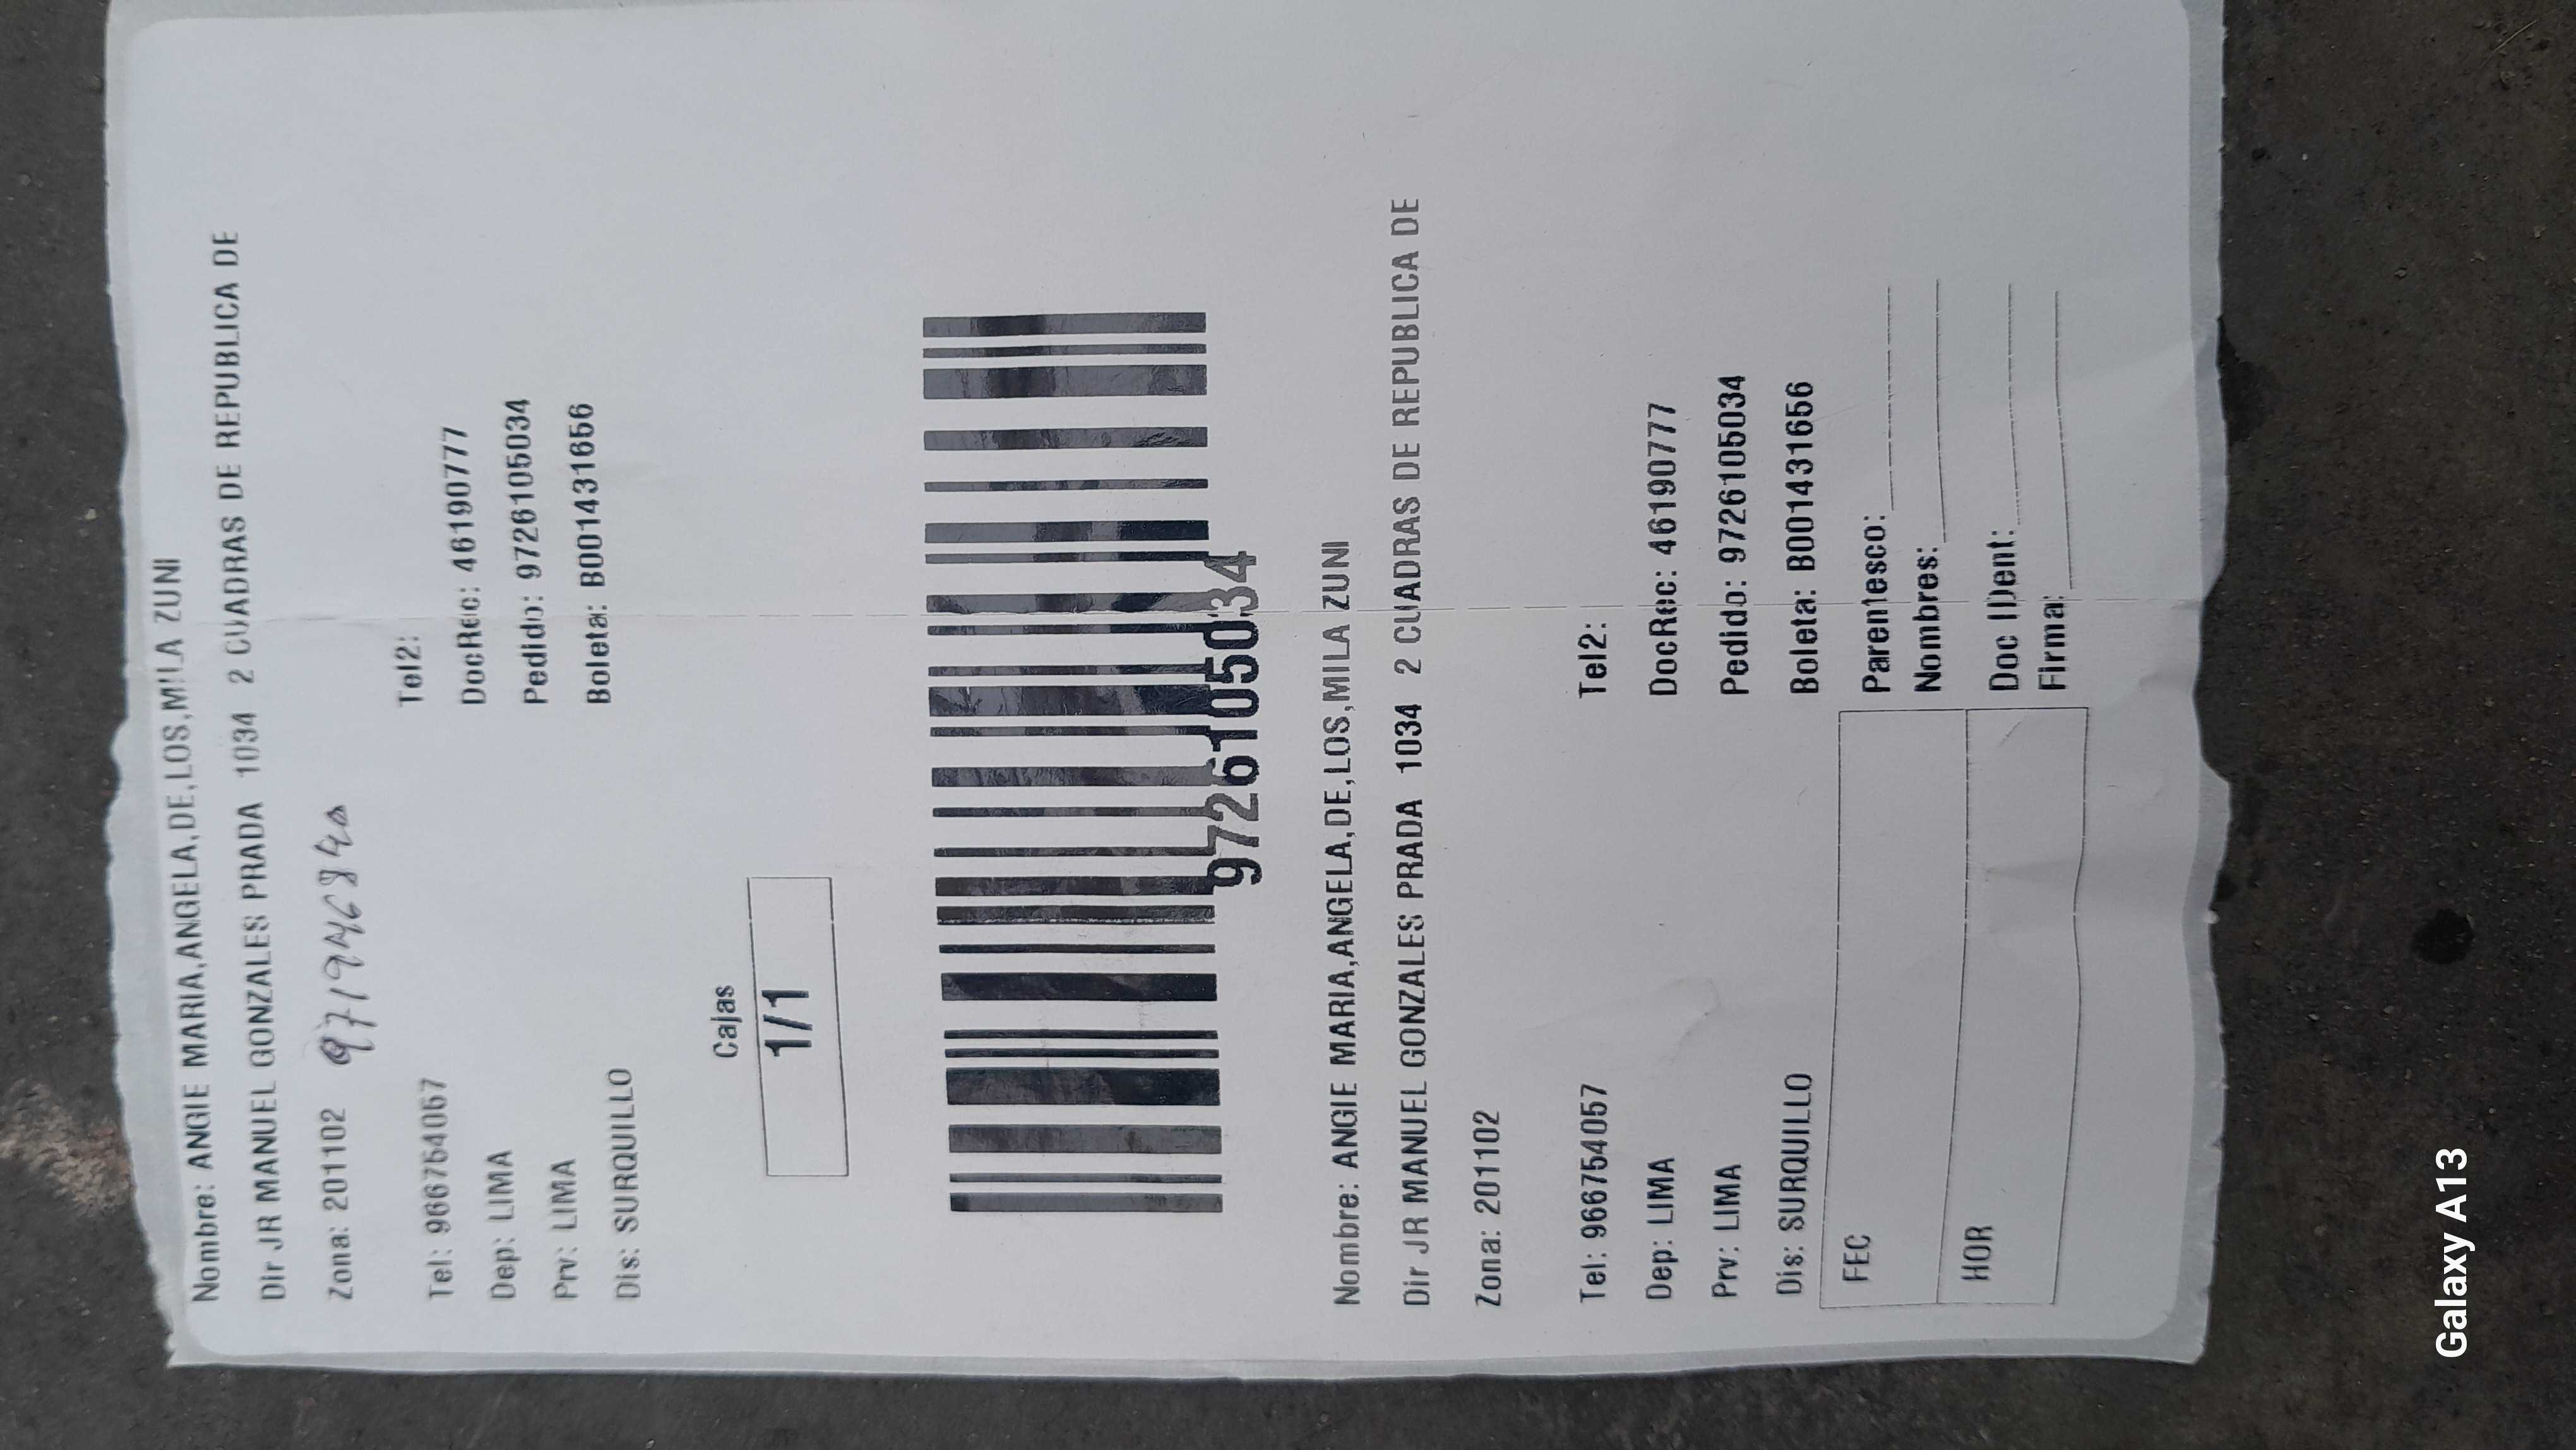 Nombre: ANGIE MARIA,ANGELA,DE,LOS,MILA ZUNI
Dir JR MANUEL GONZALES PRADA 1034 2 CUADRAS DE REPUBLICA DE
Zona: 201102
Tel: 966754057 Tel2:
Dep: LIMA DocRec: 46190777
Prv: LIMA Pedido: 9726105034
Dis: SURQUILLO Boleta: B001431656
Cajas
1/1
9726105034
Nombre: ANGIE MARIA,ANGELA,DE,LOS,MILA ZUNI
Dir JR MANUEL GONZALES PRADA 1034 2 CUADRAS DE REPUBLICA DE
Zona: 201102
Tel: 966754057 Tel2:
Dep: LIMA DocRec: 46190777
Prv: LIMA Pedido: 9726105034
Dis: SURQUILLO Boleta: B001431656
FEC Parentesco:
Nombres:
HOR Doc IDent:
Firma:
Galaxy A13